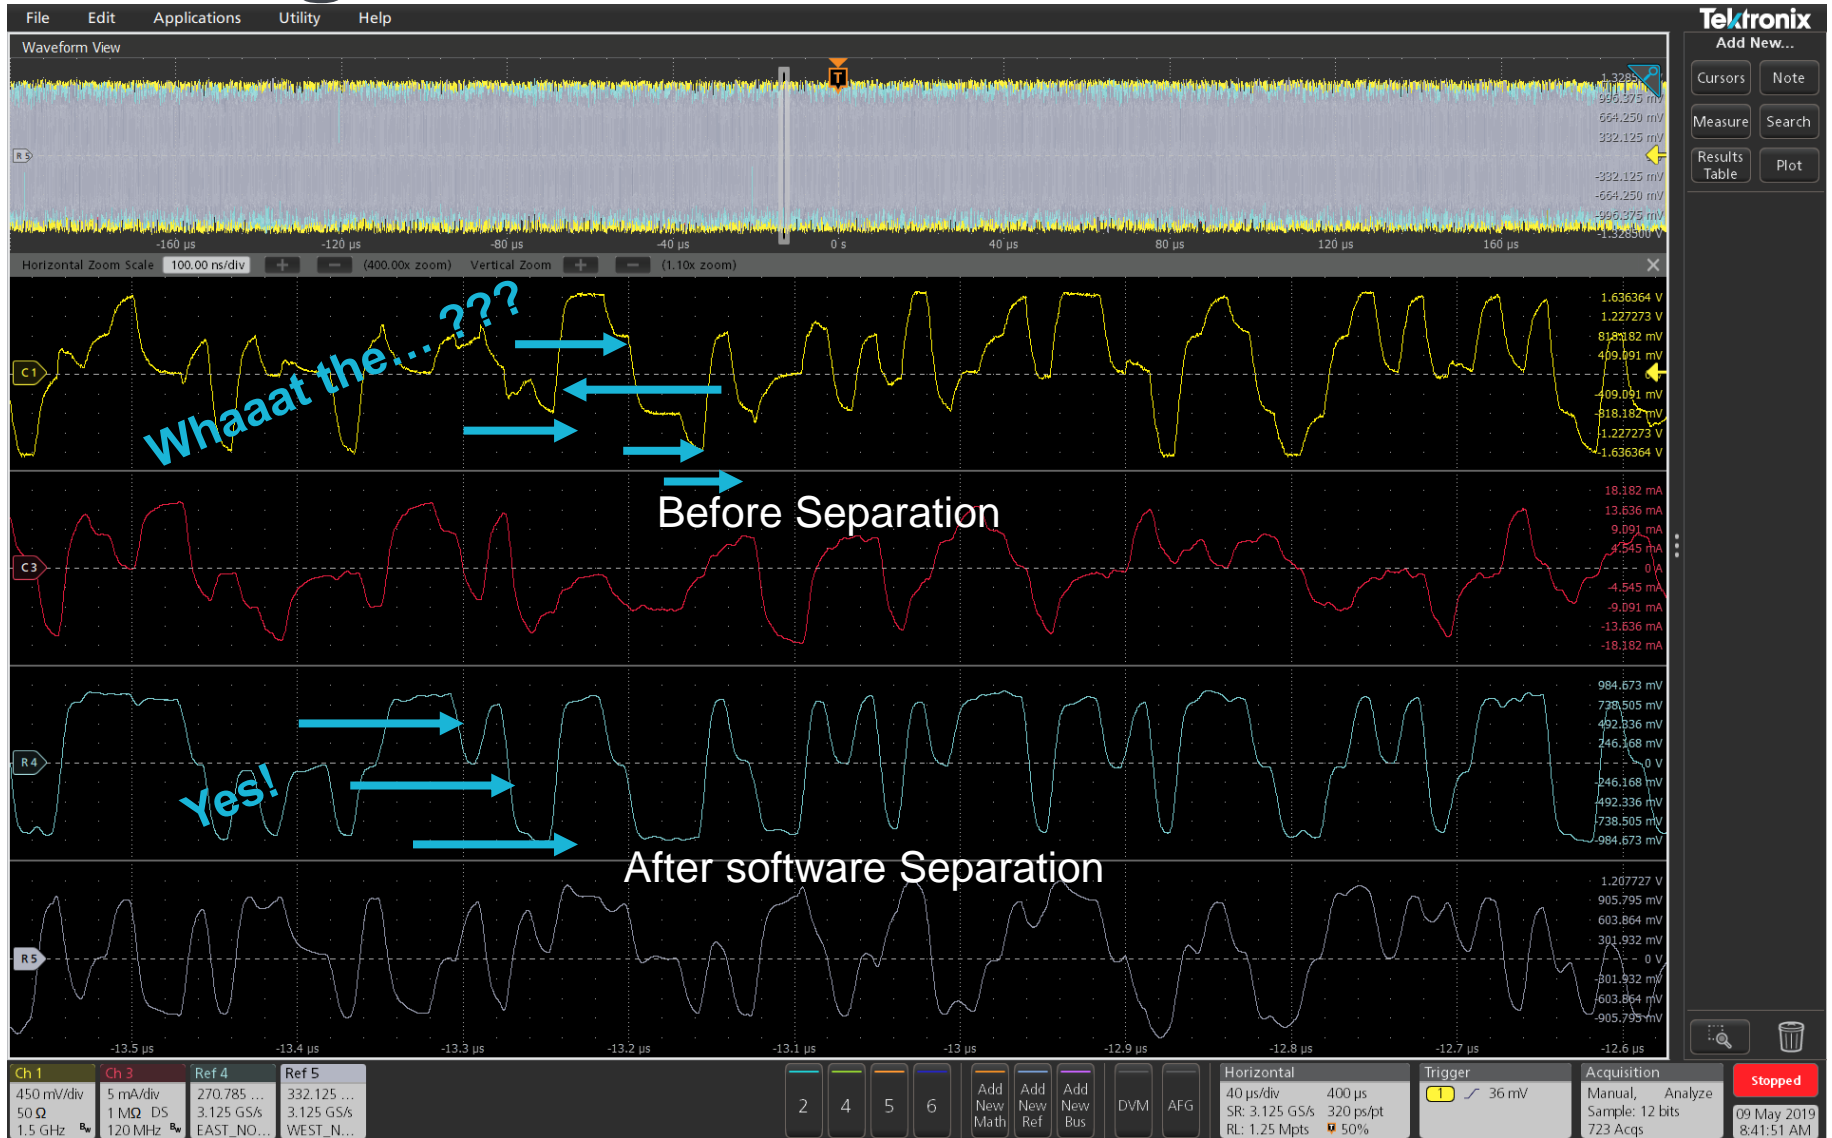 File Edit Applications Utility Help
Tektronix
Waveform View
Add New...
Cursors Note
Measure Search
Results Table Plot
T
996.375 mV
664.250 mV
332.125 mV
R5
-332.125 mV
-664.250 mV
-996.375 mV
-1.328500 V
-160 µs -120 µs -80 µs -40 µs 0 s 40 µs 80 µs 120 µs 160 µs
Horizontal Zoom Scale 100.00 ns/div + - (400.00x zoom) Vertical Zoom + - (1.10x zoom) ×
Whaaat the... ???
C1
1.636364 V
1.227273 V
818.182 mV
409.091 mV
-409.091 mV
-818.182 mV
-1.227273 V
-1.636364 V
Before Separation
C3
18.182 mA
13.636 mA
9.091 mA
4.545 mA
0 A
-4.545 mA
-9.091 mA
-13.636 mA
-18.182 mA
Yes!
R4
984.673 mV
738.505 mV
492.336 mV
246.168 mV
0 V
-246.168 mV
-492.336 mV
-738.505 mV
-984.673 mV
After software Separation
R5
1.207727 V
905.795 mV
603.864 mV
301.932 mV
0 V
-301.932 mV
-603.864 mV
-905.795 mV
-13.5 µs -13.4 µs -13.3 µs -13.2 µs -13.1 µs -13 µs -12.9 µs -12.8 µs -12.7 µs -12.6 µs
Ch 1
450 mV/div
50 Ω
1.5 GHz Bw
Ch 3
5 mA/div
1 MΩ DS
120 MHz Bw
Ref 4
270.785 ...
3.125 GS/s
EAST_NO...
Ref 5
332.125 ...
3.125 GS/s
WEST_N...
2 4 5 6
Add New Math
Add New Ref
Add New Bus
DVM AFG
Horizontal
40 µs/div 400 µs
SR: 3.125 GS/s 320 ps/pt
RL: 1.25 Mpts 50%
Trigger
1 36 mV
Acquisition
Manual, Analyze
Sample: 12 bits
723 Acqs
Stopped
09 May 2019
8:41:51 AM